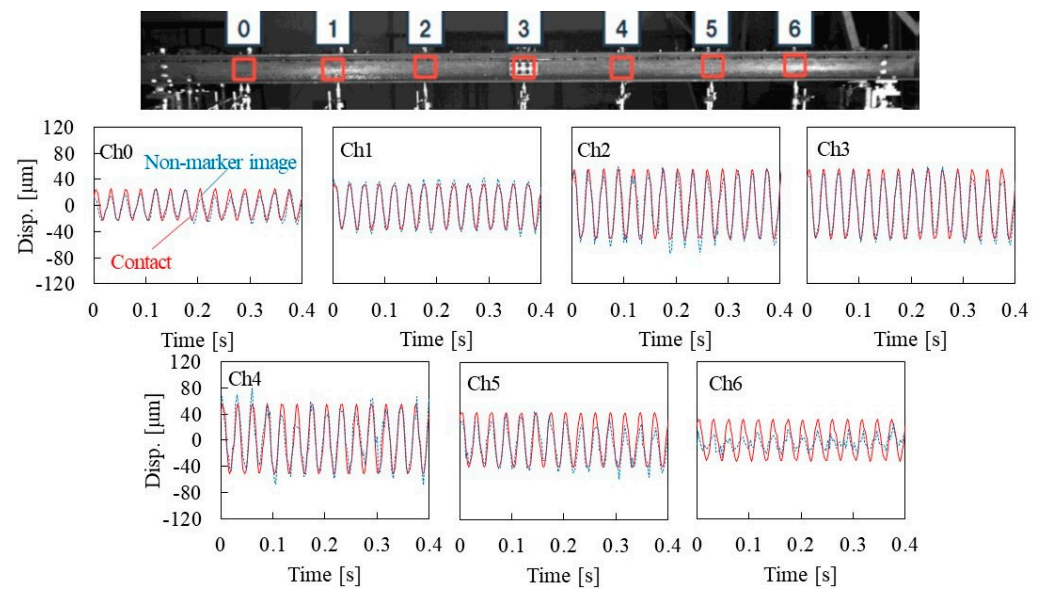 0 1 2 3 4 5 6
120
80
40
0
-40
-80
-120
Disp. [μm]
Ch0
Non-marker image
Contact
0 0.1 0.2 0.3 0.4
Time [s]
Ch1
0 0.1 0.2 0.3 0.4
Time [s]
Ch2
0 0.1 0.2 0.3 0.4
Time [s]
Ch3
0 0.1 0.2 0.3 0.4
Time [s]
120
80
40
0
-40
-80
-120
Disp. [μm]
Ch4
0 0.1 0.2 0.3 0.4
Time [s]
Ch5
0 0.1 0.2 0.3 0.4
Time [s]
Ch6
0 0.1 0.2 0.3 0.4
Time [s]